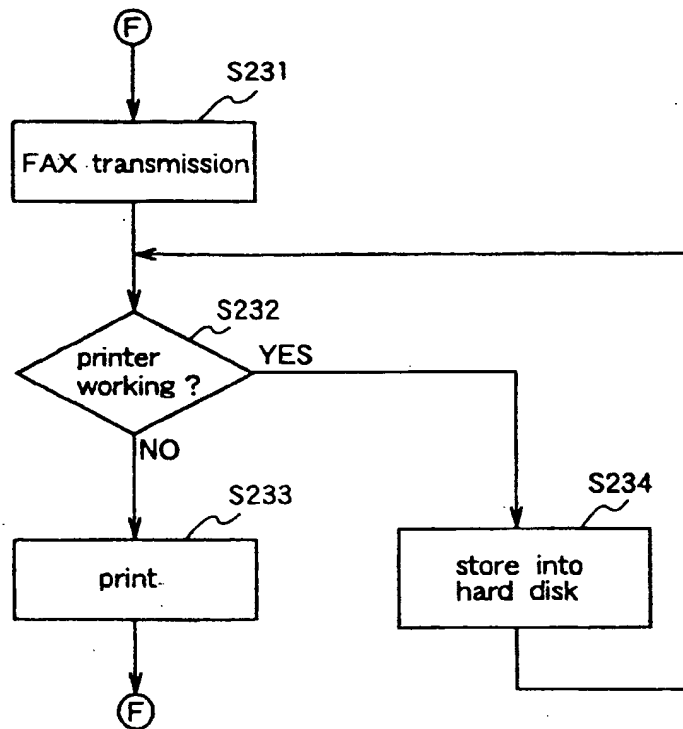 F
S231
FAX transmission
S232
printer
working ?
YES
NO
S233
print
S234
store into
hard disk
F